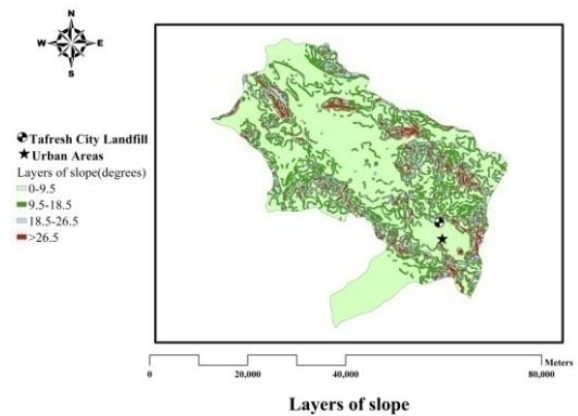 N
W E
S
Tafresh City Landfill
Urban Areas
Layers of slope(degrees)
0-9.5
9.5-18.5
18.5-26.5
>26.5
Meters
0 20,000 40,000 80,000
Layers of slope